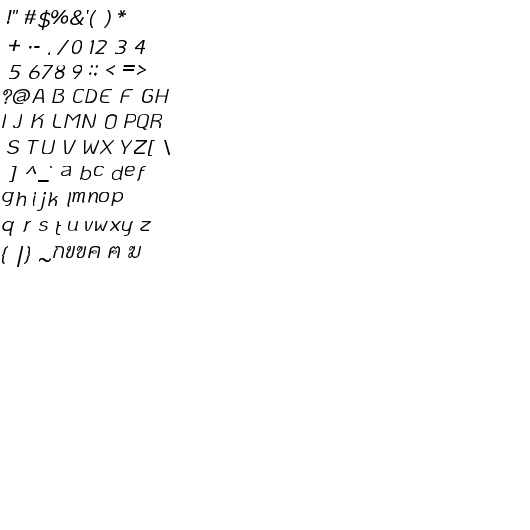 !" #$%&'( ) *
+ ,- . /0 12 3 4
5 678 9 :; < =>
?@A B CDE F GH
I J K LMN O PQR
S TU V WX YZ[ \
] ^_` a bc def
ghijk lmnop
q r s t u vwxy z
{ |} ~กขฃค ฅ ฆ